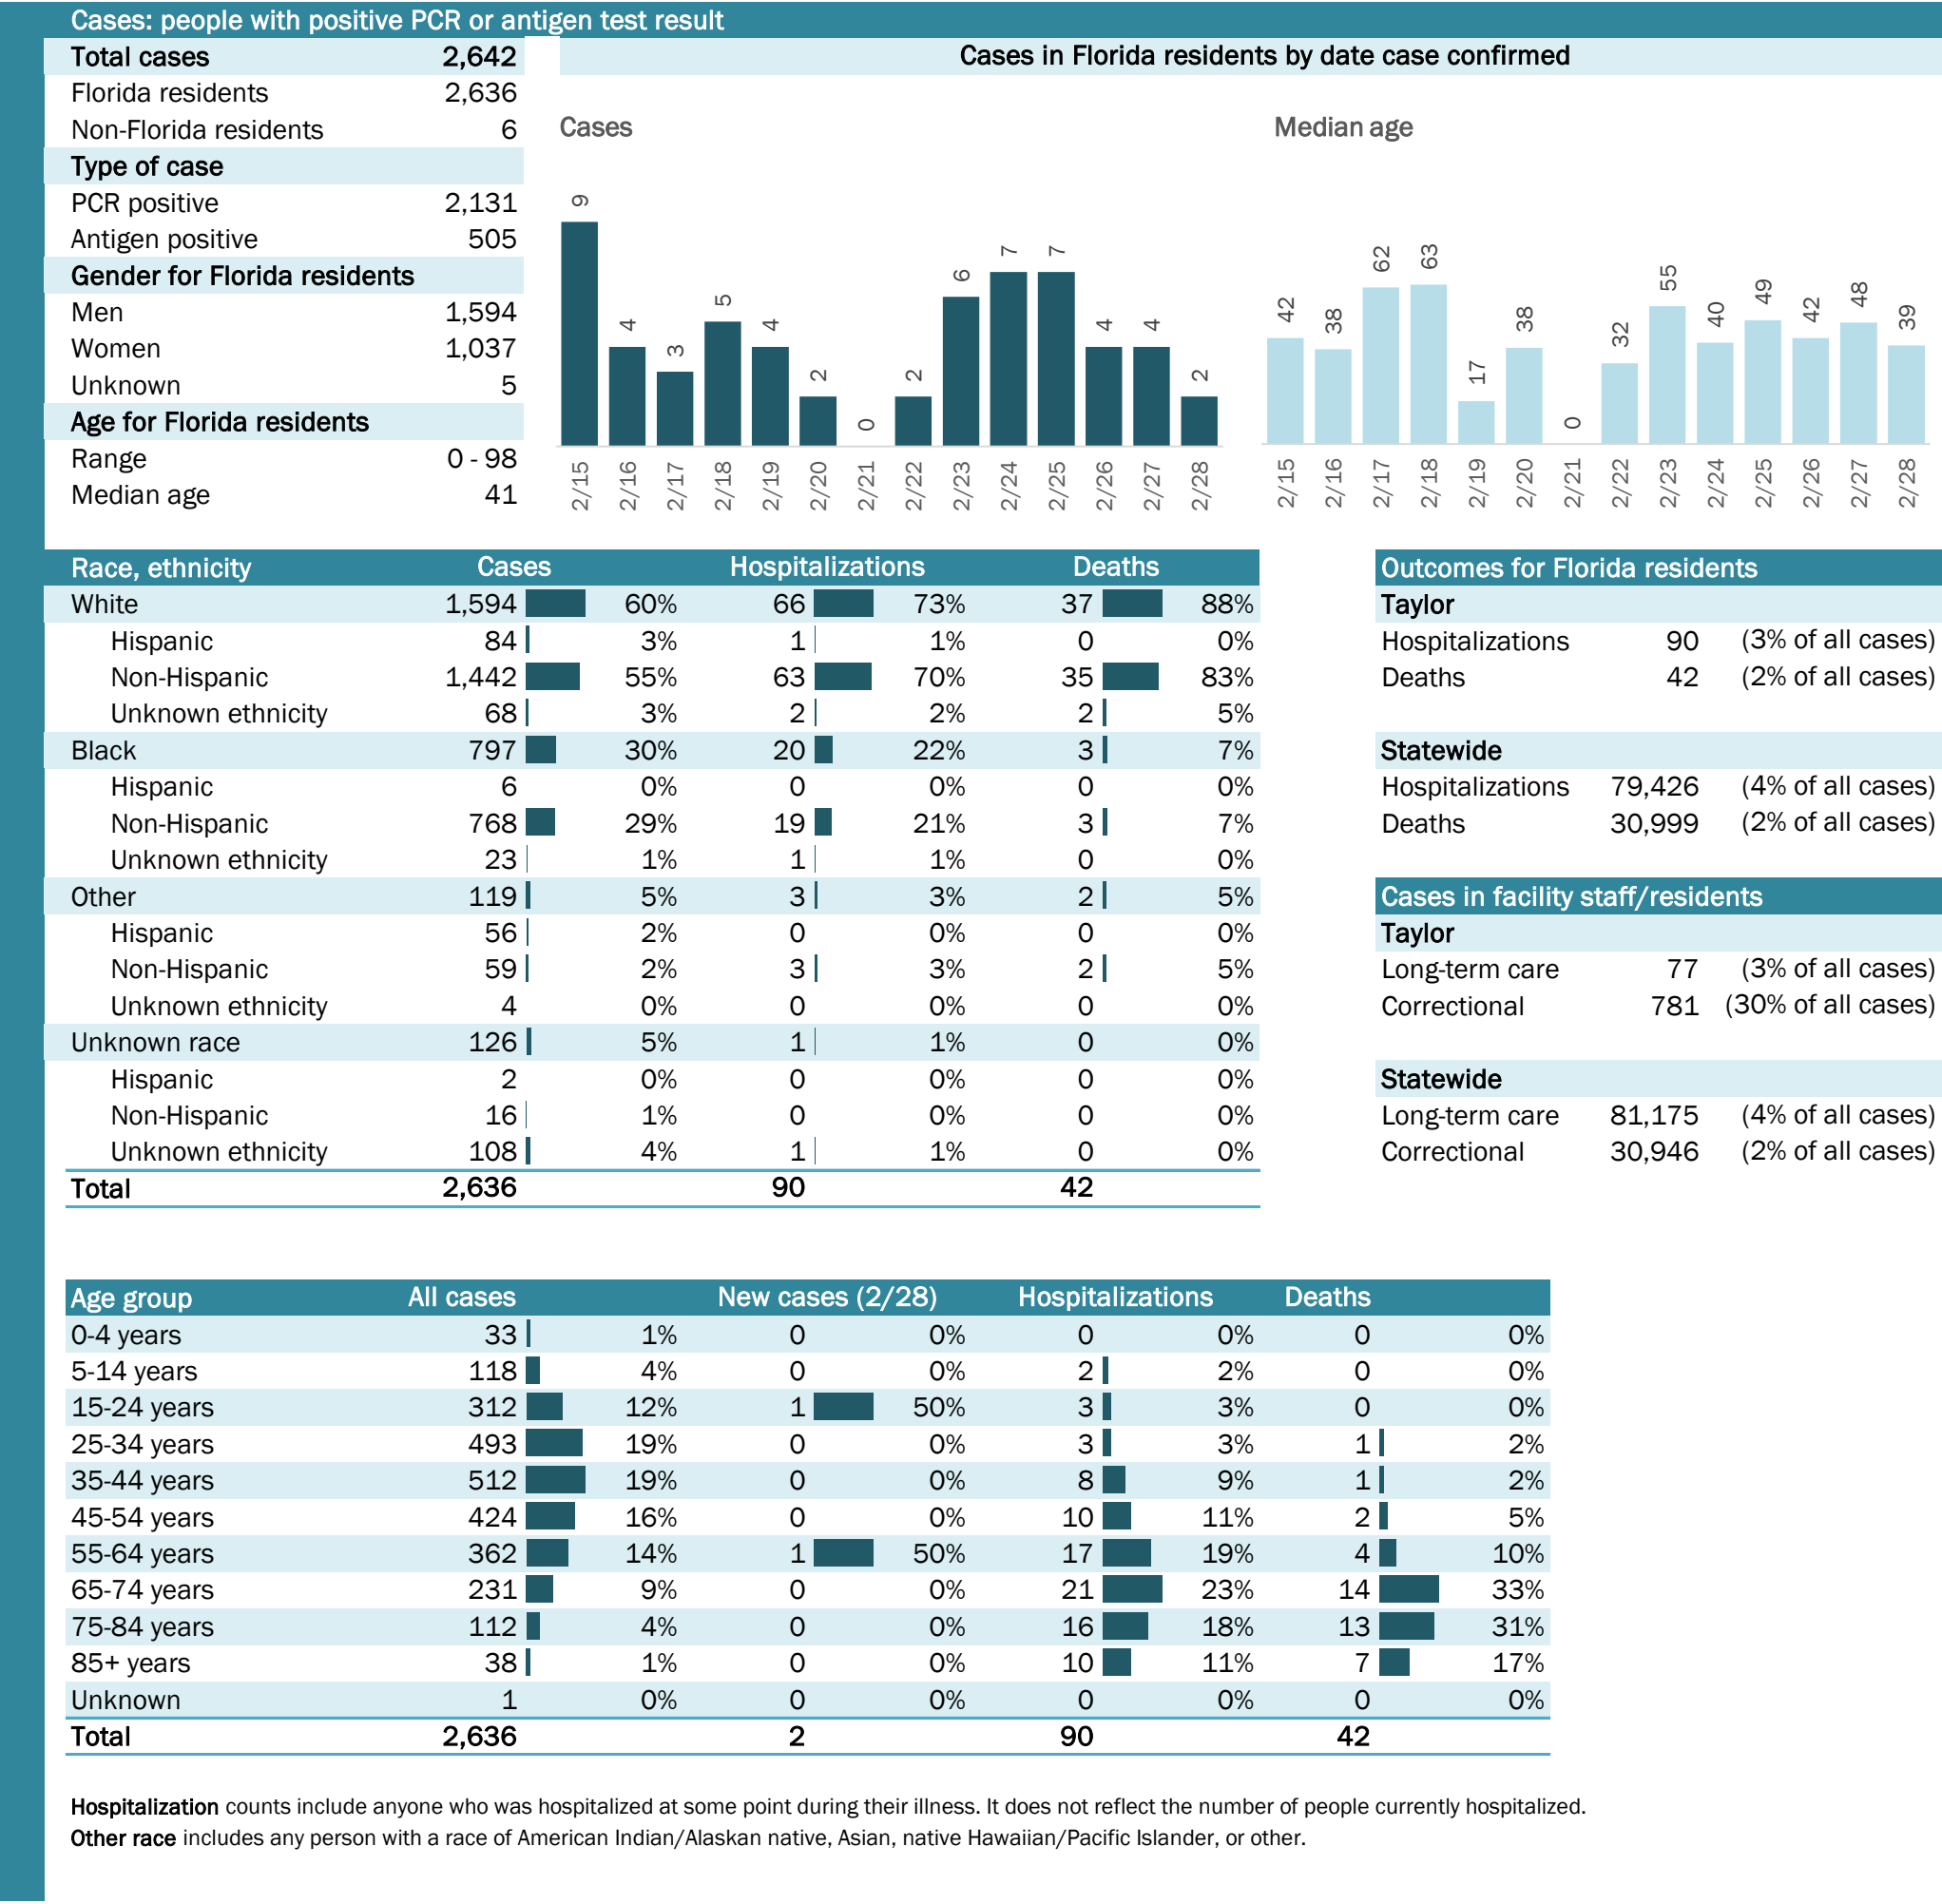 Cases: people with positive PCR or antigen test result
Total cases 2,642
Florida residents 2,636
Non-Florida residents 6
Type of case
PCR positive 2,131
Antigen positive 505
Gender for Florida residents
Men 1,594
Women 1,037
Unknown 5
Age for Florida residents
Range 0 - 98
Median age 41
Cases in Florida residents by date case confirmed
Cases
9 4 3 5 4 2 0 2 6 7 7 4 4 2
2/15 2/16 2/17 2/18 2/19 2/20 2/21 2/22 2/23 2/24 2/25 2/26 2/27 2/28
Median age
42 38 62 63 17 38 0 32 55 40 49 42 48 39
2/15 2/16 2/17 2/18 2/19 2/20 2/21 2/22 2/23 2/24 2/25 2/26 2/27 2/28
Race, ethnicity Cases Hospitalizations Deaths
White 1,594 60% 66 73% 37 88%
Hispanic 84 3% 1 1% 0 0%
Non-Hispanic 1,442 55% 63 70% 35 83%
Unknown ethnicity 68 3% 2 2% 2 5%
Black 797 30% 20 22% 3 7%
Hispanic 6 0% 0 0% 0 0%
Non-Hispanic 768 29% 19 21% 3 7%
Unknown ethnicity 23 1% 1 1% 0 0%
Other 119 5% 3 3% 2 5%
Hispanic 56 2% 0 0% 0 0%
Non-Hispanic 59 2% 3 3% 2 5%
Unknown ethnicity 4 0% 0 0% 0 0%
Unknown race 126 5% 1 1% 0 0%
Hispanic 2 0% 0 0% 0 0%
Non-Hispanic 16 1% 0 0% 0 0%
Unknown ethnicity 108 4% 1 1% 0 0%
Total 2,636 90 42
Outcomes for Florida residents
Taylor
Hospitalizations 90 (3% of all cases)
Deaths 42 (2% of all cases)
Statewide
Hospitalizations 79,426 (4% of all cases)
Deaths 30,999 (2% of all cases)
Cases in facility staff/residents
Taylor
Long-term care 77 (3% of all cases)
Correctional 781 (30% of all cases)
Statewide
Long-term care 81,175 (4% of all cases)
Correctional 30,946 (2% of all cases)
Age group All cases New cases (2/28) Hospitalizations Deaths
0-4 years 33 1% 0 0% 0 0% 0 0%
5-14 years 118 4% 0 0% 2 2% 0 0%
15-24 years 312 12% 1 50% 3 3% 0 0%
25-34 years 493 19% 0 0% 3 3% 1 2%
35-44 years 512 19% 0 0% 8 9% 1 2%
45-54 years 424 16% 0 0% 10 11% 2 5%
55-64 years 362 14% 1 50% 17 19% 4 10%
65-74 years 231 9% 0 0% 21 23% 14 33%
75-84 years 112 4% 0 0% 16 18% 13 31%
85+ years 38 1% 0 0% 10 11% 7 17%
Unknown 1 0% 0 0% 0 0% 0 0%
Total 2,636 2 90 42
Hospitalization counts include anyone who was hospitalized at some point during their illness. It does not reflect the number of people currently hospitalized.
Other race includes any person with a race of American Indian/Alaskan native, Asian, native Hawaiian/Pacific Islander, or other.